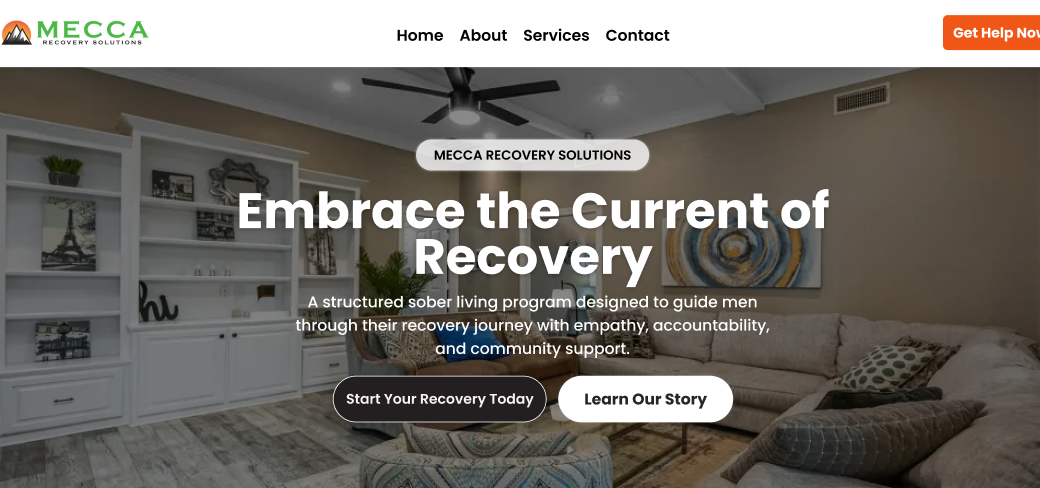 MECCA
RECOVERY SOLUTIONS
Home About Services Contact
Get Help Now
MECCA RECOVERY SOLUTIONS
Embrace the Current of
Recovery
A structured sober living program designed to guide men
through their recovery journey with empathy, accountability,
and community support.
Start Your Recovery Today
Learn Our Story
hi